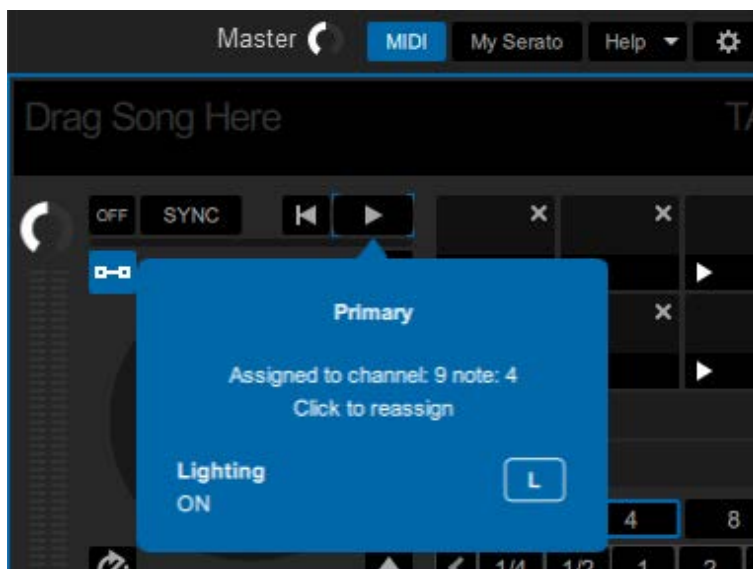 Master MIDI My Serato Help
Drag Song Here
OFF SYNC
Primary
Assigned to channel: 9 note: 4
Click to reassign
Lighting L
ON
4 8
1/4 1/2 1 2